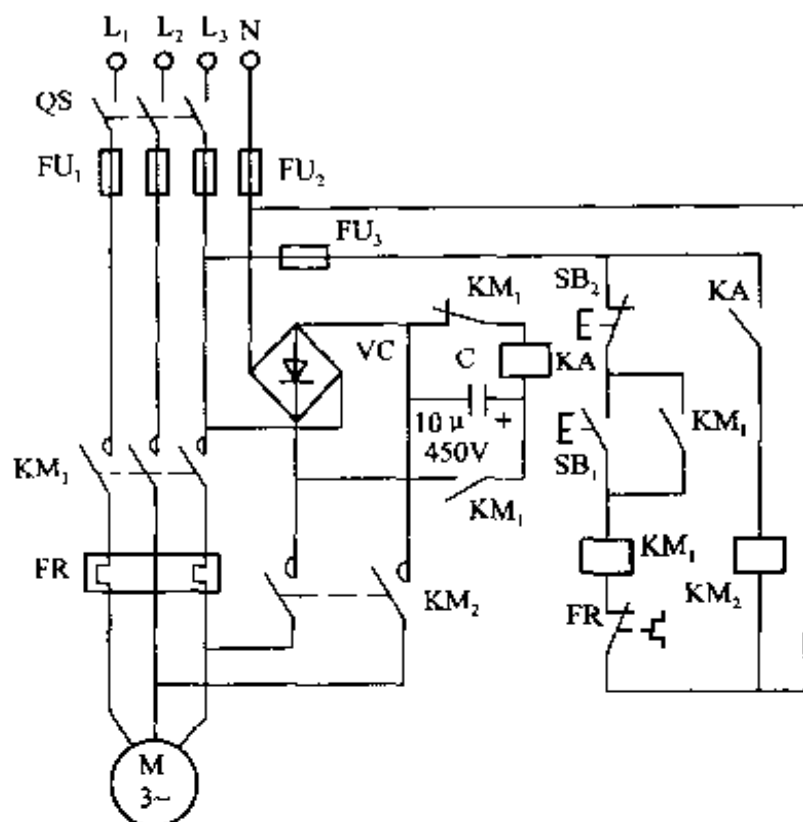 L₁ L₂ L₃ N
QS
FU₁
FU₂
FU₃
SB₂
KA
KM₁
VC
C
KA
10μ
+
450V
KM₁
SB₁
KM₁
KM₁
KM₁
KM₂
FR
KM₂
FR
M
3~